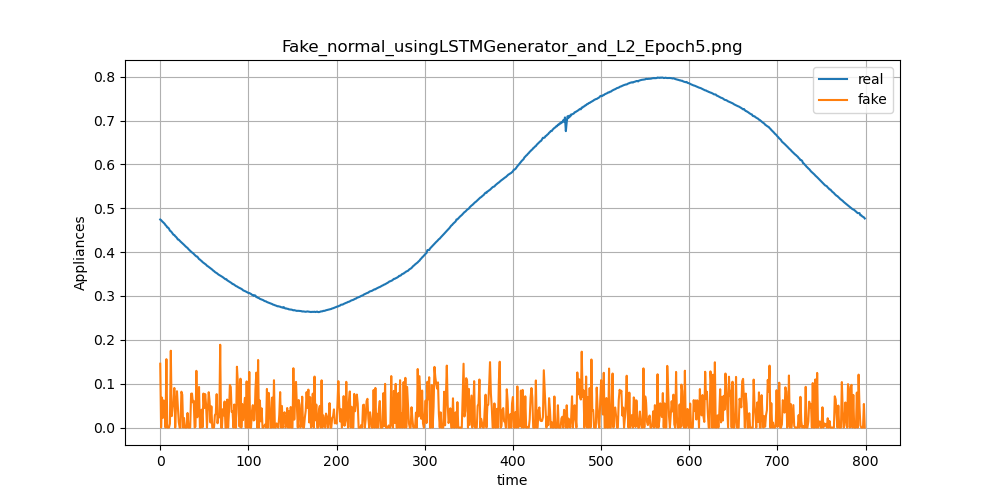 Fake_normal_usingLSTMGenerator_and_L2_Epoch5.png
real
fake
0.8
0.7
0.6
0.5
0.4
0.3
0.2
0.1
0.0
Appliances
0 100 200 300 400 500 600 700 800
time